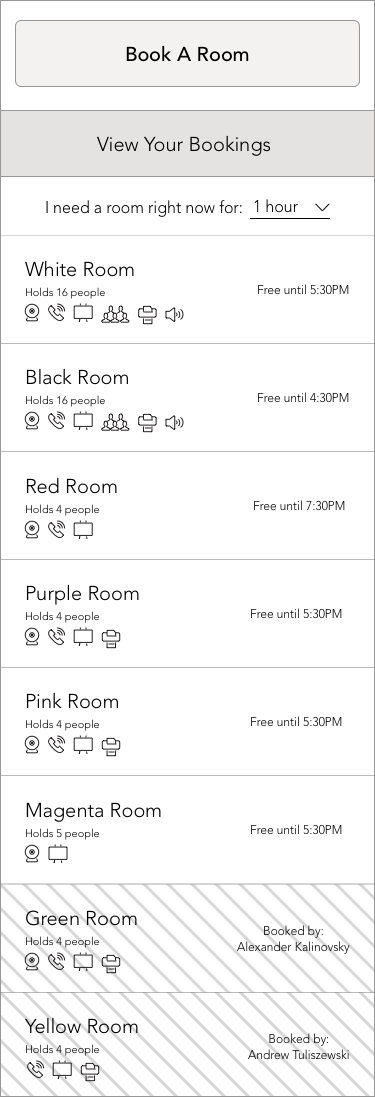 Book A Room
View Your Bookings
I need a room right now for: 1 hour
White Room
Holds 16 people
Free until 5:30PM
Black Room
Holds 16 people
Free until 4:30PM
Red Room
Holds 4 people
Free until 7:30PM
Purple Room
Holds 4 people
Free until 5:30PM
Pink Room
Holds 4 people
Free until 5:30PM
Magenta Room
Holds 5 people
Free until 5:30PM
Green Room
Holds 4 people
Booked by:
Alexander Kalinovsky
Yellow Room
Holds 4 people
Booked by:
Andrew Tuliszewski